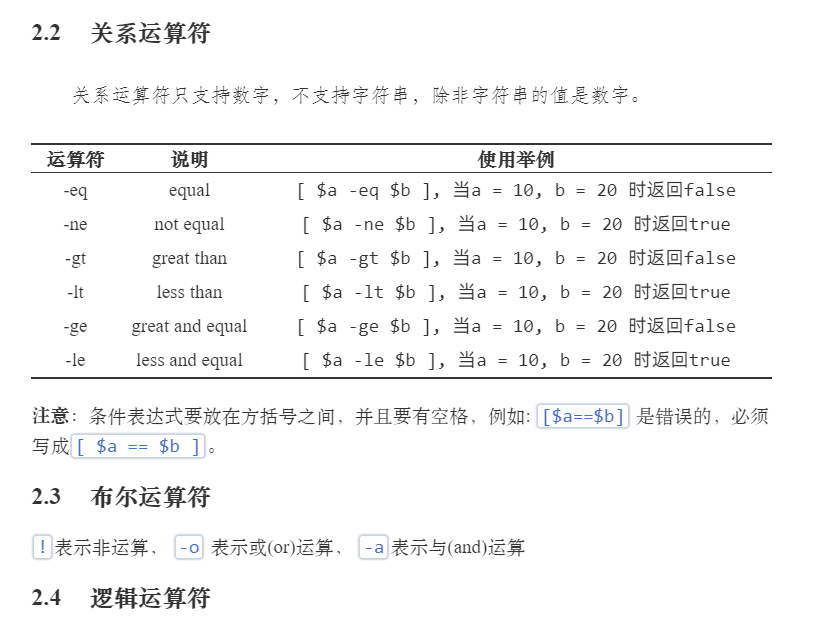 2.2 关系运算符
关系运算符只支持数字，不支持字符串，除非字符串的值是数字。
运算符 说明 使用举例
-eq equal [ $a -eq $b ], 当a = 10, b = 20 时返回false
-ne not equal [ $a -ne $b ], 当a = 10, b = 20 时返回true
-gt great than [ $a -gt $b ], 当a = 10, b = 20 时返回false
-lt less than [ $a -lt $b ], 当a = 10, b = 20 时返回true
-ge great and equal [ $a -ge $b ], 当a = 10, b = 20 时返回false
-le less and equal [ $a -le $b ], 当a = 10, b = 20 时返回true
注意：条件表达式要放在方括号之间，并且要有空格，例如: [$a==$b] 是错误的，必须
写成 [ $a == $b ] 。
2.3 布尔运算符
! 表示非运算， -o 表示或(or)运算， -a 表示与(and)运算
2.4 逻辑运算符